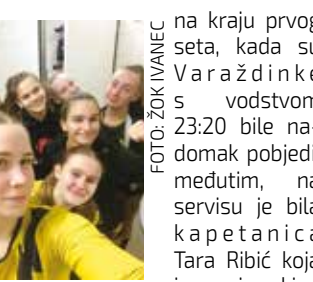 FOTO: ŽOK IVANEC
na kraju prvog
seta, kada su
Varaždinke
s vodstvom
23:20 bile na-
domak pobjedi,
međutim, na
servisu je bila
kapetanica
Tara Ribić koja